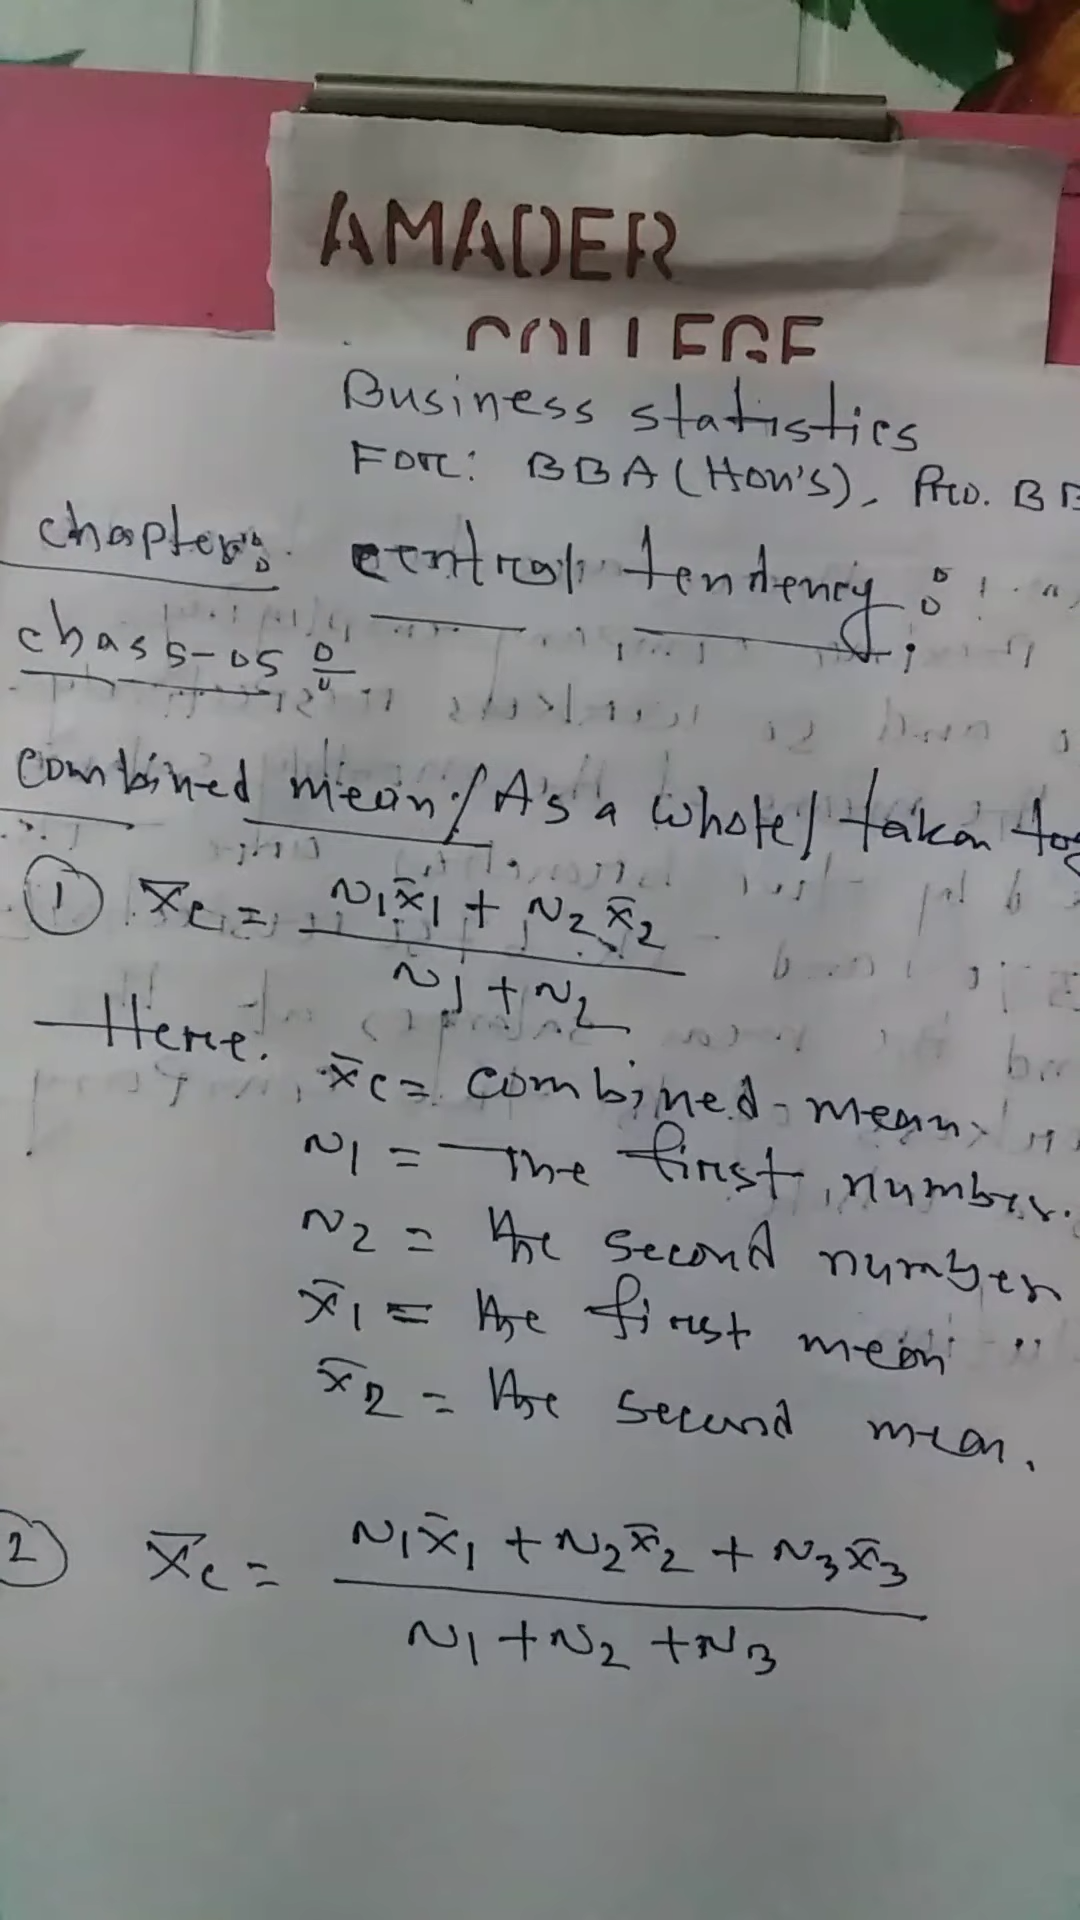 AMADER
COLLEGE
Business statistics
For: BBA (Hon's), Pro. BB
chapter: central tendency:
class-05:
combined mean:/As a whole/ taken tog
① x̄c = (N1x̄1 + N2x̄2) / (N1 + N2)
Here.
x̄c = combined mean
N1 = The first number.
N2 = the second number
x̄1 = the first mean
x̄2 = the second mean.
② x̄c = (N1x̄1 + N2x̄2 + N3x̄3) / (N1 + N2 + N3)